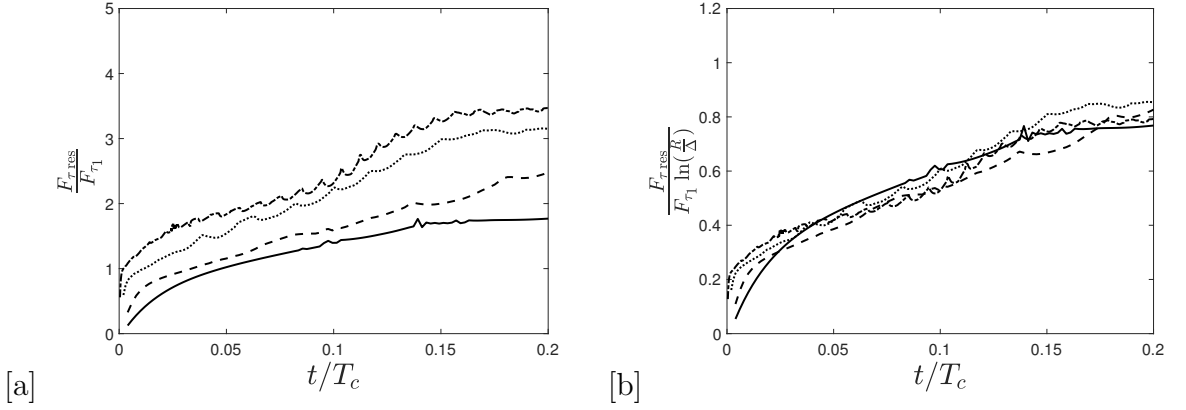 5
4
3
2
1
0
0 0.05 0.1 0.15 0.2
F_{τ res} / F_{τ_1}
t/T_c
[a]
1.2
1
0.8
0.6
0.4
0.2
0
0 0.05 0.1 0.15 0.2
F_{τ res} / F_{τ_1} ln(R/Δ)
t/T_c
[b]